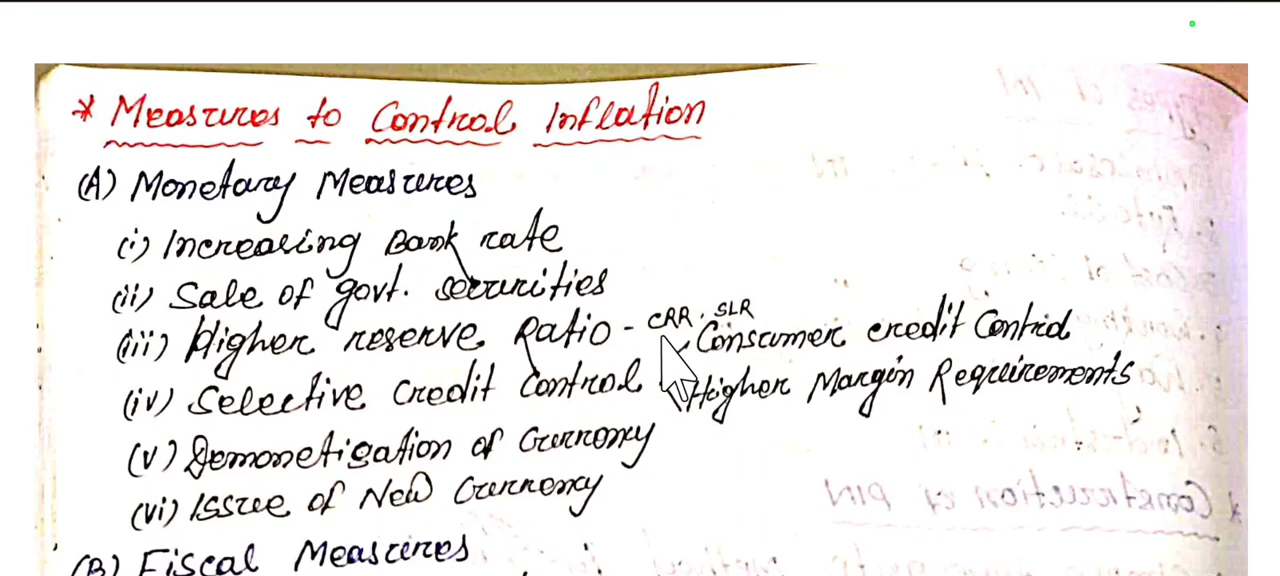 * Measures to Control Inflation
(A) Monetary Measures
(i) Increasing Bank rate
(ii) Sale of govt. securities
(iii) Higher reserve Ratio - CRR, SLR
Consumer credit Control
(iv) Selective Credit Control
Higher Margin Requirements
(v) Demonetisation of Currency
(vi) Issue of New Currency
(B) Fiscal Measures